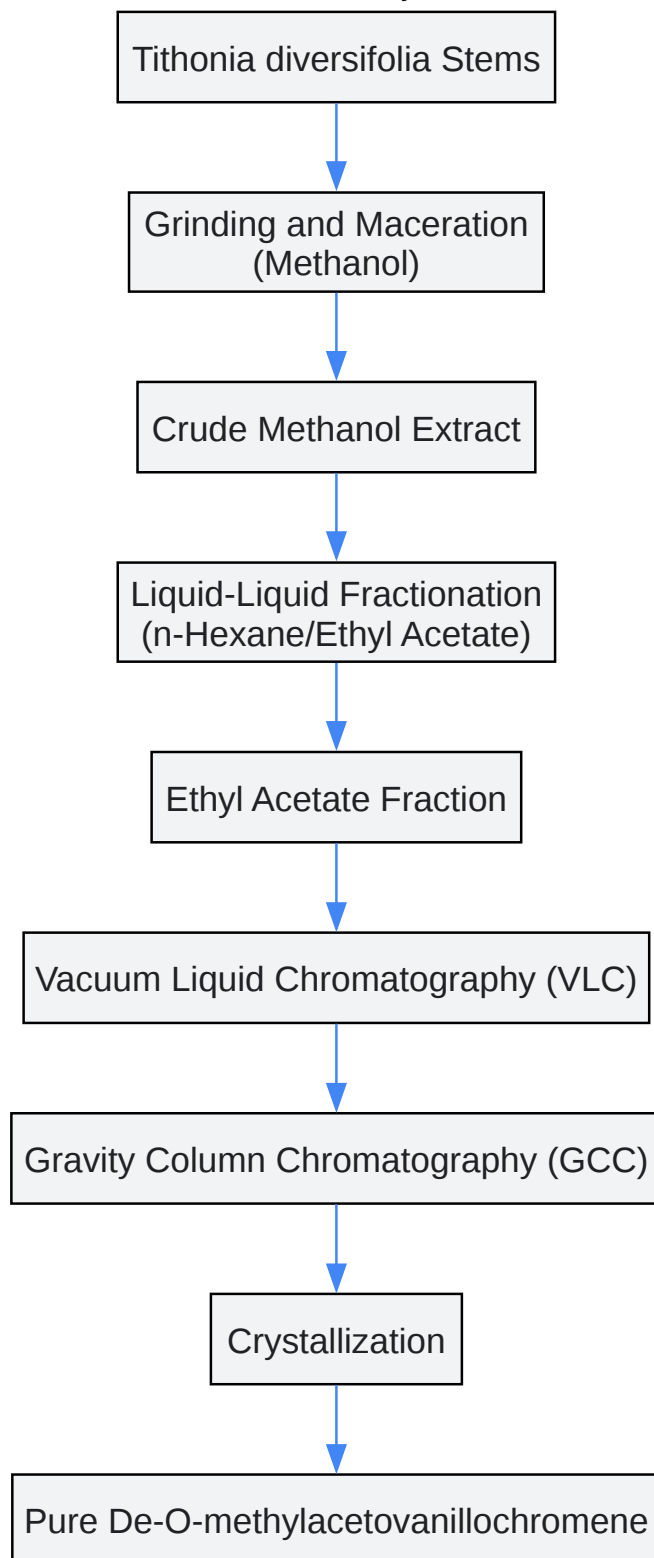 Tithonia diversifolia Stems
Grinding and Maceration
(Methanol)
Crude Methanol Extract
Liquid-Liquid Fractionation
(n-Hexane/Ethyl Acetate)
Ethyl Acetate Fraction
Vacuum Liquid Chromatography (VLC)
Gravity Column Chromatography (GCC)
Crystallization
Pure De-O-methylacetovanillochromene